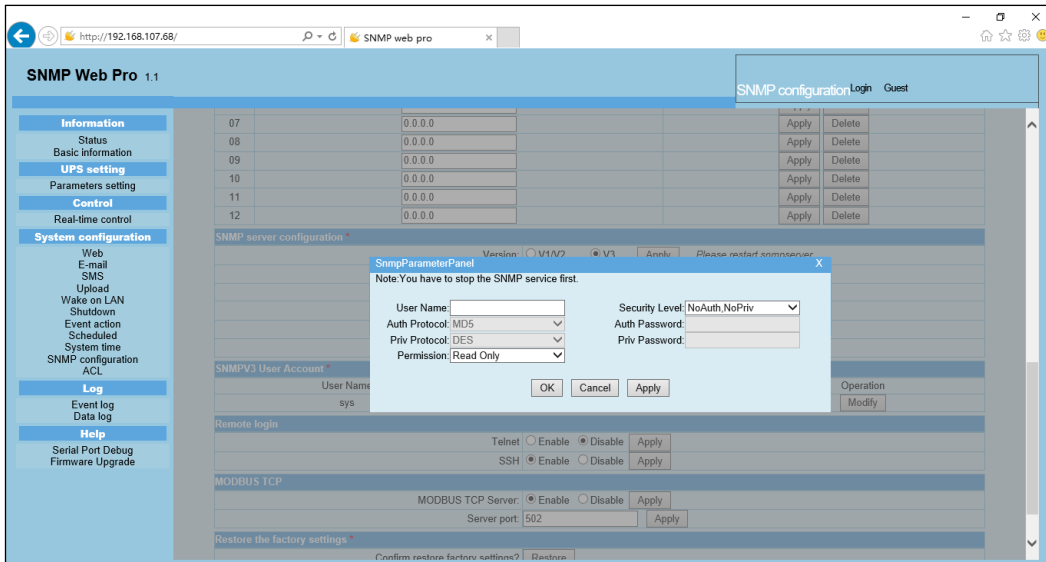 http://192.168.107.68/
SNMP web pro
SNMP Web Pro 1.1
SNMP configuration Login Guest
Information
Status
Basic information
UPS setting
Parameters setting
Control
Real-time control
System configuration
Web
E-mail
SMS
Upload
Wake on LAN
Shutdown
Event action
Scheduled
System time
SNMP configuration
ACL
Log
Event log
Data log
Help
Serial Port Debug
Firmware Upgrade
07 0.0.0.0 Apply Delete
08 0.0.0.0 Apply Delete
09 0.0.0.0 Apply Delete
10 0.0.0.0 Apply Delete
11 0.0.0.0 Apply Delete
12 0.0.0.0 Apply Delete
SNMP server configuration *
Version: V1/V2 V3 Apply Please restart snmpserver
SnmpParameterPanel X
Note:You have to stop the SNMP service first.
User Name: Security Level: NoAuth,NoPriv
Auth Protocol: MD5 Auth Password:
Priv Protocol: DES Priv Password:
Permission: Read Only
OK Cancel Apply
SNMPV3 User Account *
User Name Operation
sys Modify
Remote login
Telnet Enable Disable Apply
SSH Enable Disable Apply
MODBUS TCP
MODBUS TCP Server: Enable Disable Apply
Server port: 502 Apply
Restore the factory settings *
Confirm restore factory settings? Restore